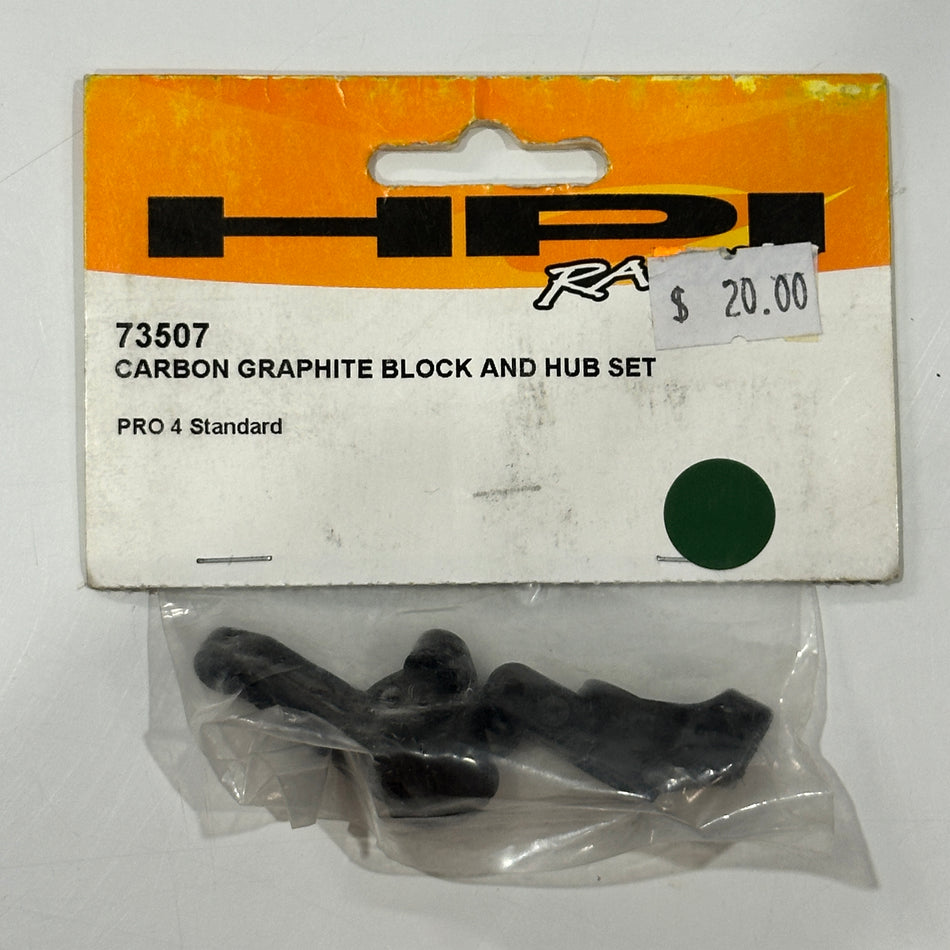 HPI
RA
$ 20.00
73507
CARBON GRAPHITE BLOCK AND HUB SET
PRO 4 Standard